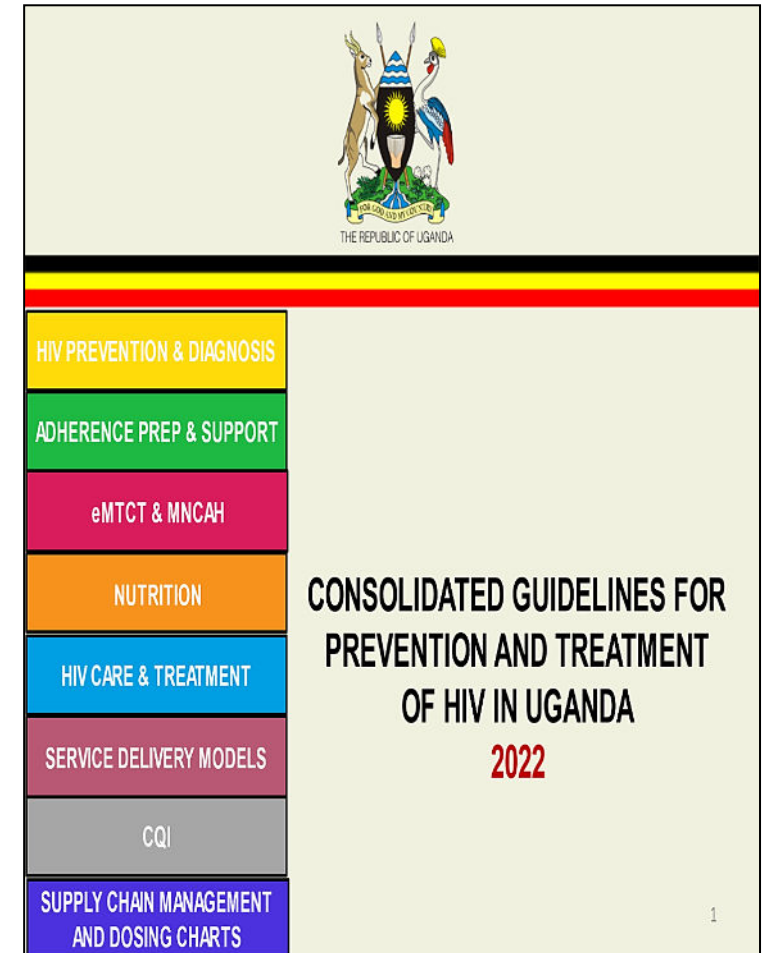 FOR GOD AND MY COUNTRY
THE REPUBLIC OF UGANDA
HIV PREVENTION & DIAGNOSIS
ADHERENCE PREP & SUPPORT
eMTCT & MNCAH
NUTRITION
HIV CARE & TREATMENT
SERVICE DELIVERY MODELS
CQI
SUPPLY CHAIN MANAGEMENT
AND DOSING CHARTS
CONSOLIDATED GUIDELINES FOR
PREVENTION AND TREATMENT
OF HIV IN UGANDA
2022
1